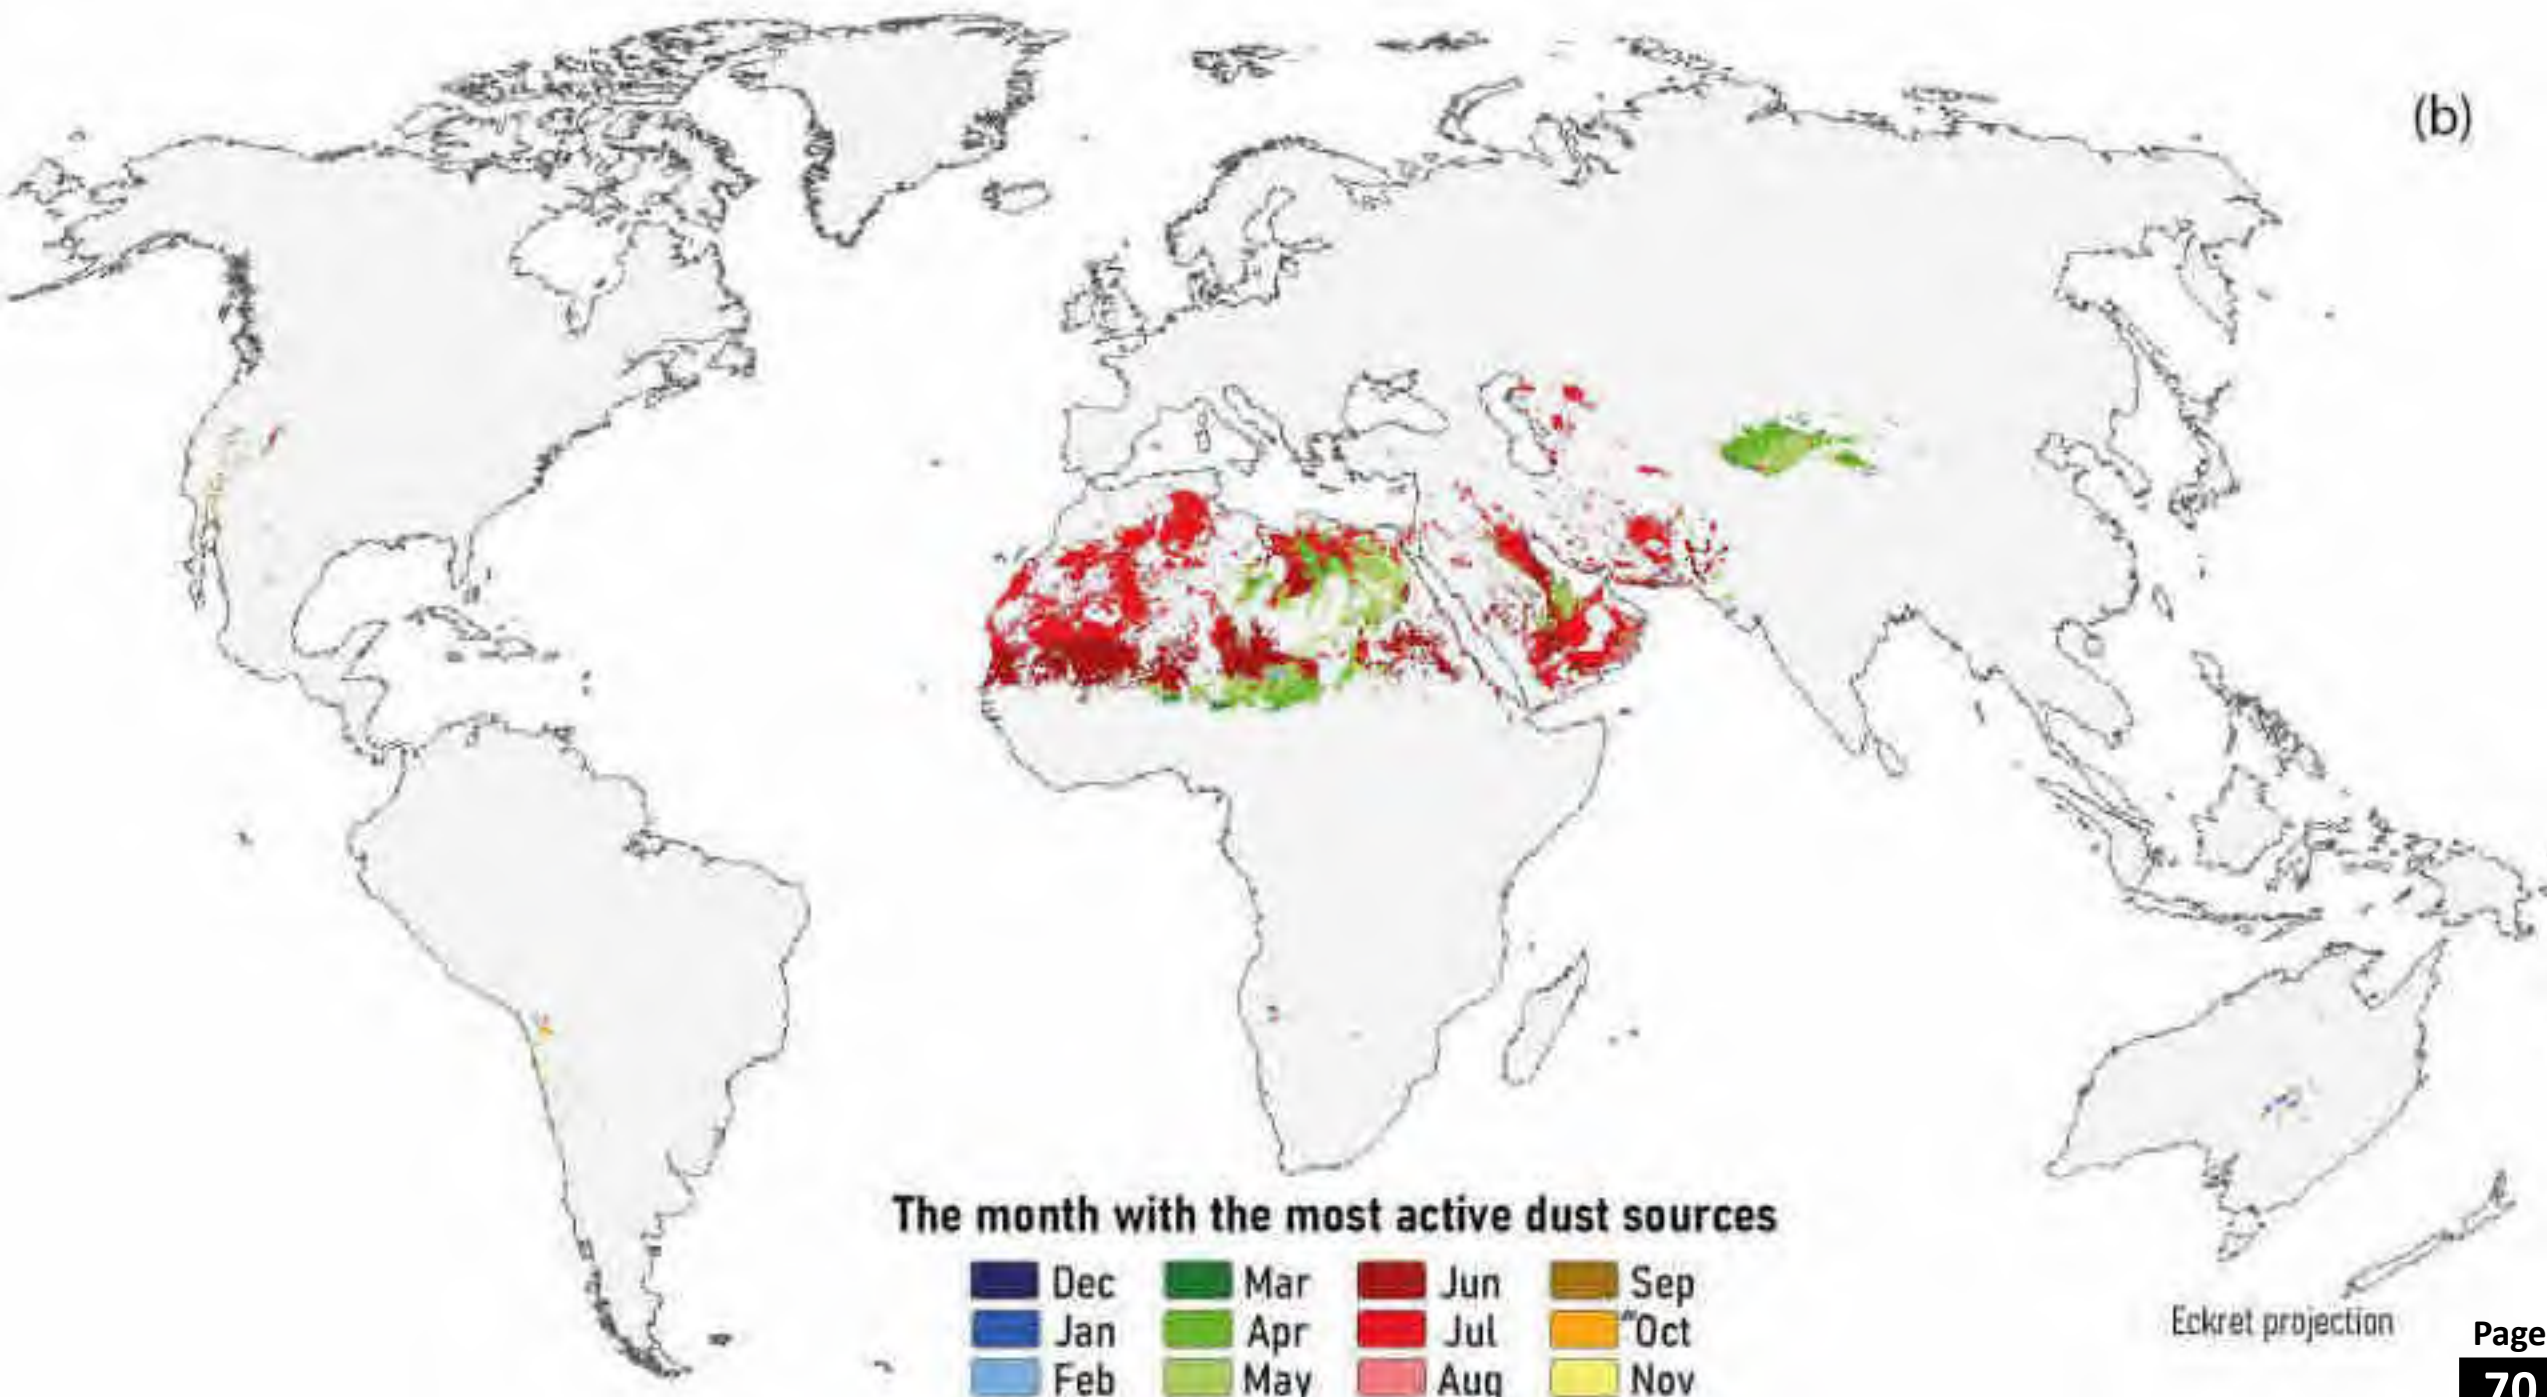 (b)
The month with the most active dust sources
Dec Mar Jun Sep
Jan Apr Jul "Oct
Feb May Aug Nov
Eckret projection
Page
70